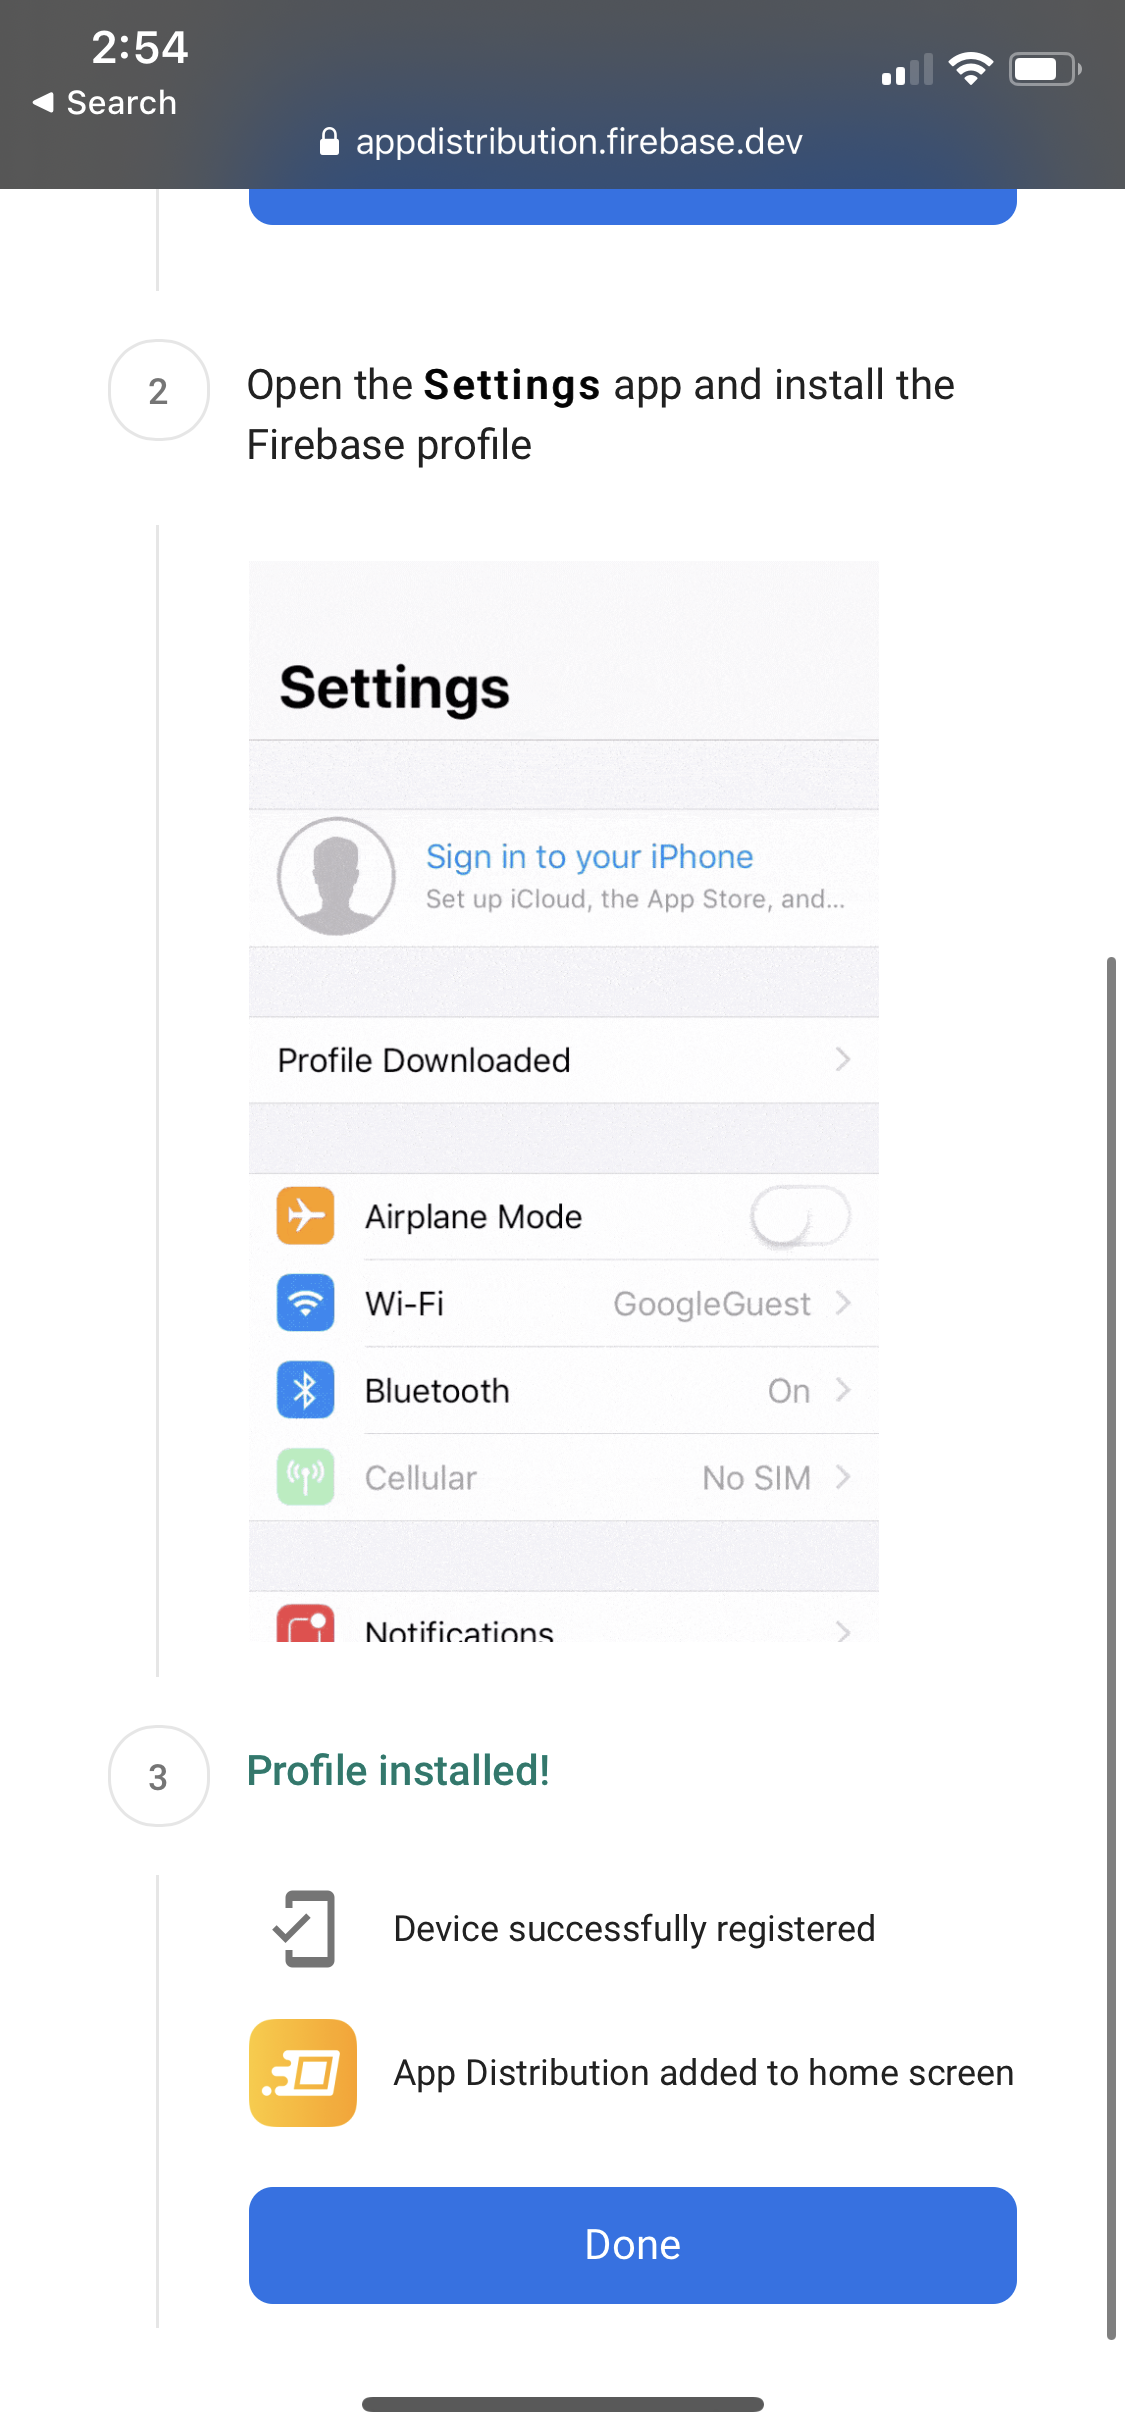 2:54
Search
appdistribution.firebase.dev
2
Open the Settings app and install the
Firebase profile
Settings
Sign in to your iPhone
Set up iCloud, the App Store, and...
Profile Downloaded
Airplane Mode
Wi-Fi GoogleGuest
Bluetooth On
Cellular No SIM
Notifications
3
Profile installed!
Device successfully registered
App Distribution added to home screen
Done